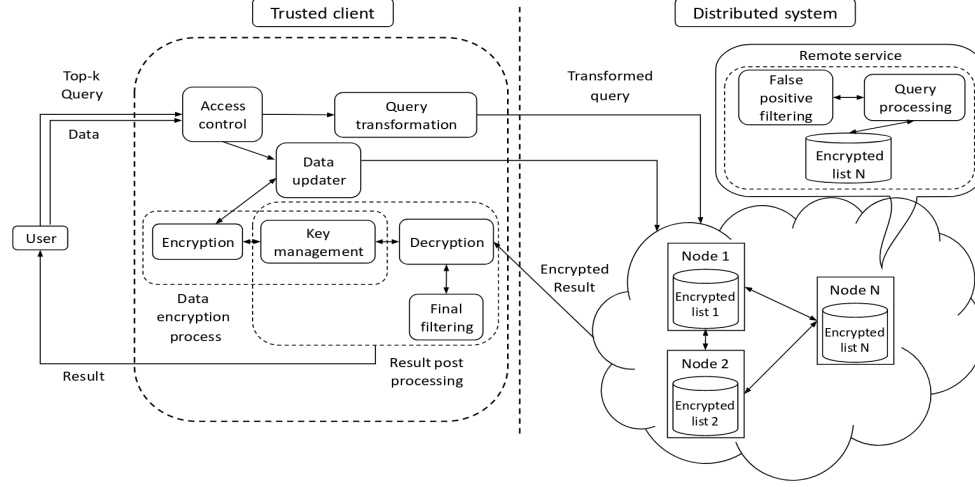 Trusted client
Distributed system
Remote service
Top-k
Query
Data
Access
control
Query
transformation
Transformed
query
False
positive
filtering
Query
processing
Encrypted
list N
Data
updater
User
Encryption
Key
management
Decryption
Final
filtering
Data
encryption
process
Encrypted
Result
Result
Result post
processing
Node 1
Encrypted
list 1
Node 2
Encrypted
list 2
Node N
Encrypted
list N